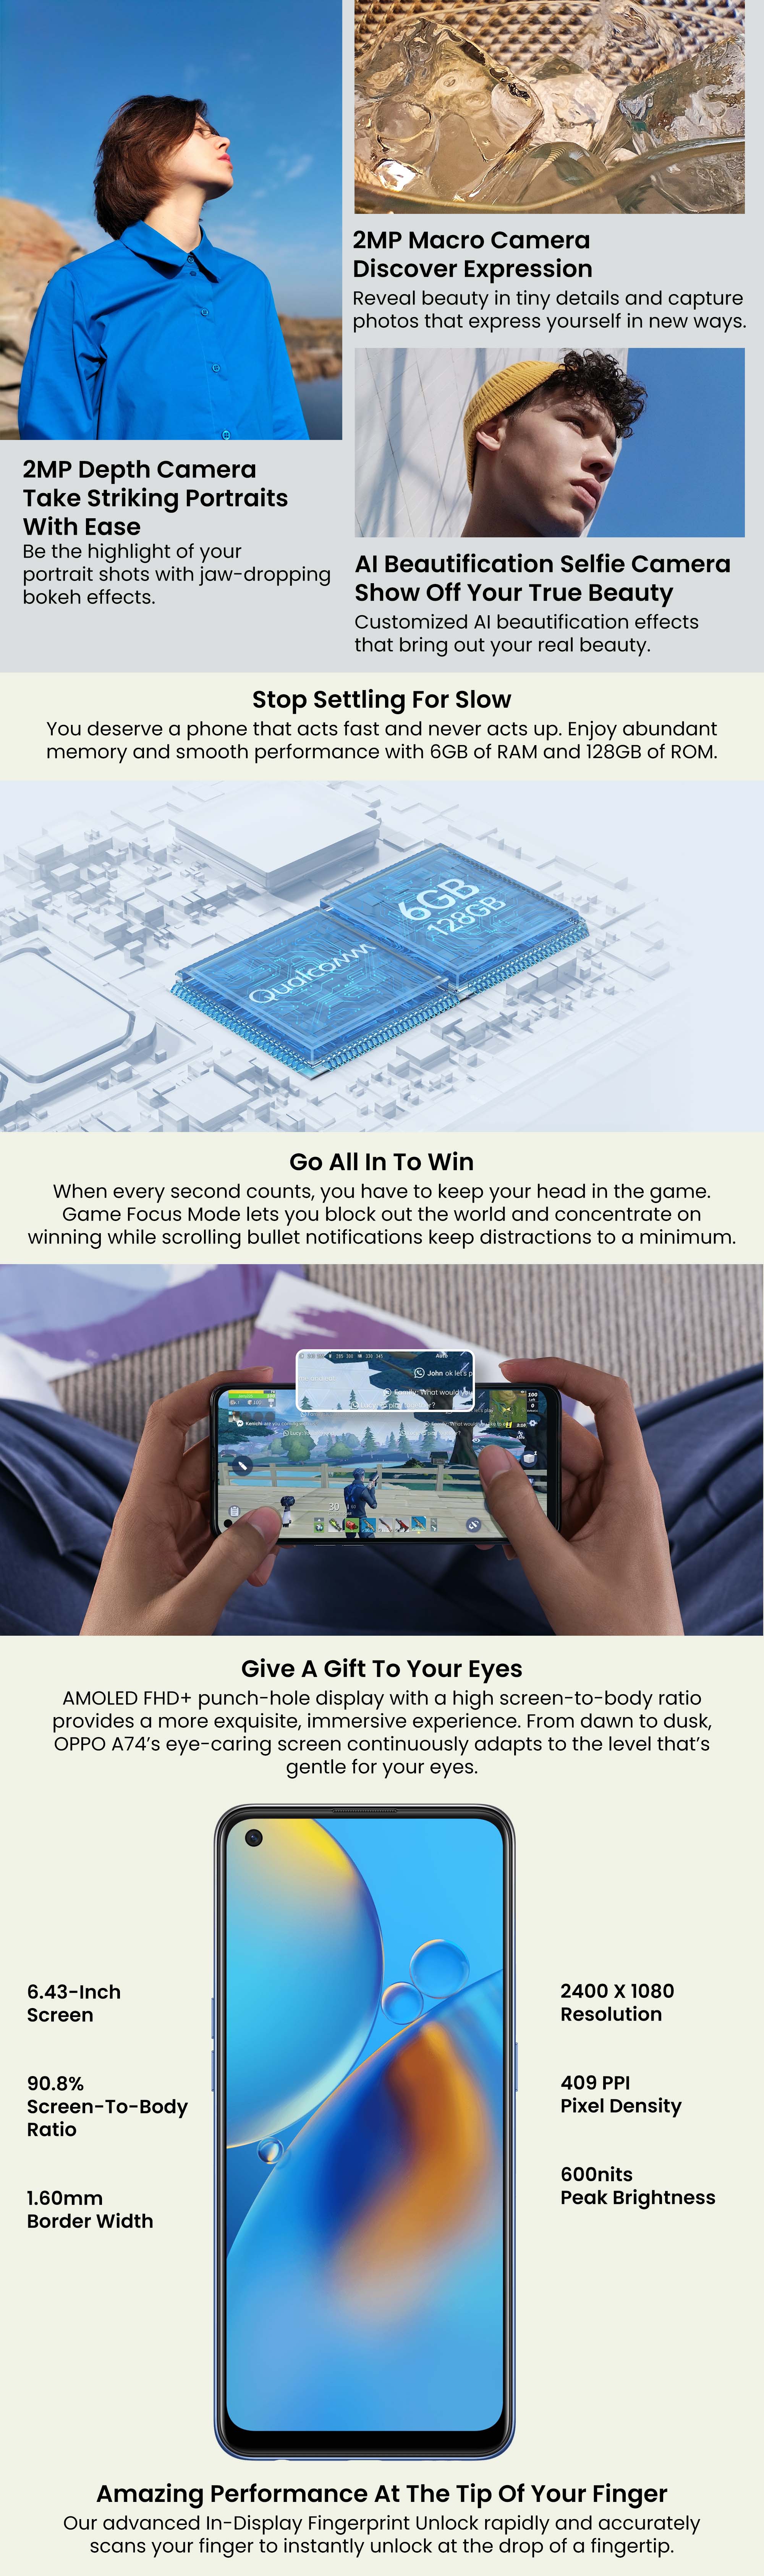 2MP Macro Camera
Discover Expression
Reveal beauty in tiny details and capture
photos that express yourself in new ways.
2MP Depth Camera
Take Striking Portraits
With Ease
Be the highlight of your
portrait shots with jaw-dropping
bokeh effects.
AI Beautification Selfie Camera
Show Off Your True Beauty
Customized AI beautification effects
that bring out your real beauty.
Stop Settling For Slow
You deserve a phone that acts fast and never acts up. Enjoy abundant
memory and smooth performance with 6GB of RAM and 128GB of ROM.
6GB
128GB
Qualcomm
Go All In To Win
When every second counts, you have to keep your head in the game.
Game Focus Mode lets you block out the world and concentrate on
winning while scrolling bullet notifications keep distractions to a minimum.
285 300 330 345
Auto
John ok let's p
Family: What would
100
30
Give A Gift To Your Eyes
AMOLED FHD+ punch-hole display with a high screen-to-body ratio
provides a more exquisite, immersive experience. From dawn to dusk,
OPPO A74's eye-caring screen continuously adapts to the level that's
gentle for your eyes.
6.43-Inch
Screen
90.8%
Screen-To-Body
Ratio
1.60mm
Border Width
2400 X 1080
Resolution
409 PPI
Pixel Density
600nits
Peak Brightness
Amazing Performance At The Tip Of Your Finger
Our advanced In-Display Fingerprint Unlock rapidly and accurately
scans your finger to instantly unlock at the drop of a fingertip.